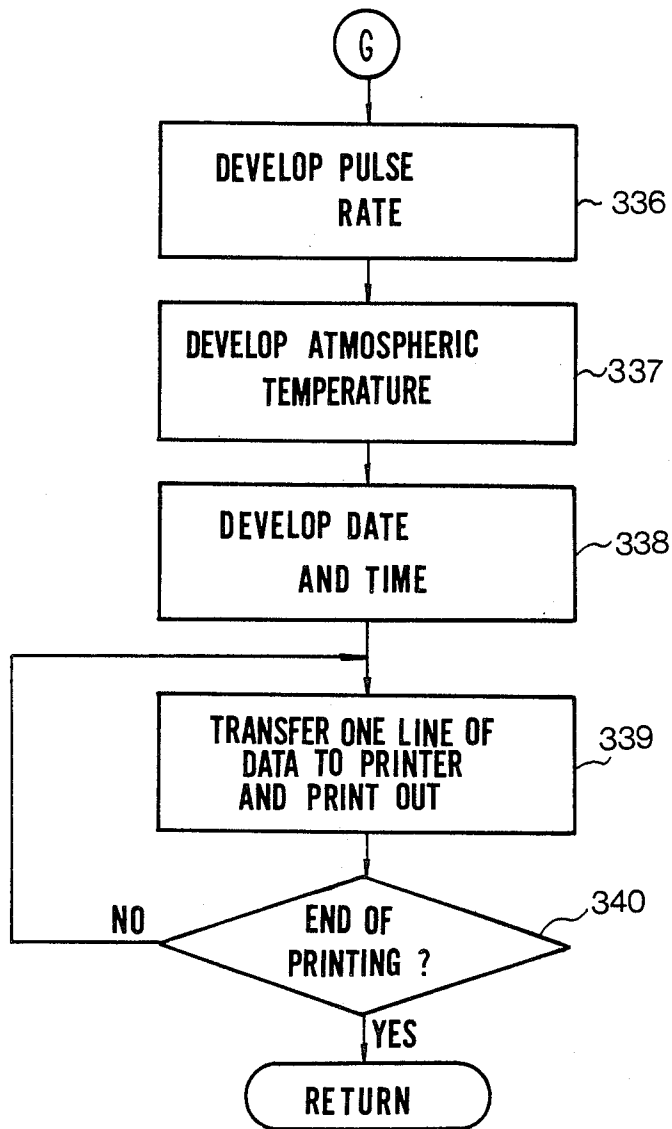 G
DEVELOP PULSE
RATE
336
DEVELOP ATMOSPHERIC
TEMPERATURE
337
DEVELOP DATE
AND TIME
338
TRANSFER ONE LINE OF
DATA TO PRINTER
AND PRINT OUT
339
END OF
PRINTING ?
340
NO
YES
RETURN